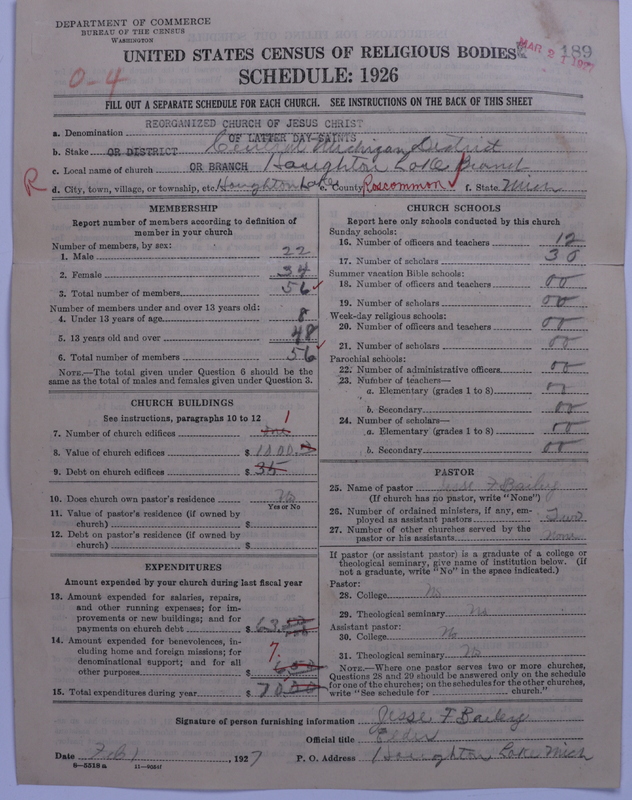 DEPARTMENT OF COMMERCE
BUREAU OF THE CENSUS
WASHINGTON
UNITED STATES CENSUS OF RELIGIOUS BODIES
MAR 2 1927
189
0-4
SCHEDULE: 1926
FILL OUT A SEPARATE SCHEDULE FOR EACH CHURCH. SEE INSTRUCTIONS ON THE BACK OF THIS SHEET
REORGANIZED CHURCH OF JESUS CHRIST
a. Denomination
OF LATTER DAY SAINTS
b. Stake OR DISTRICT Central Michigan District
c. Local name of church OR BRANCH Houghton Lake Branch
R
d. City, town, village, or township, etc. Houghton Lake e. County Roscommon f. State Mich
MEMBERSHIP
Report number of members according to definition of
member in your church
Number of members, by sex:
1. Male 22
2. Female 34
3. Total number of members 56
Number of members under and over 13 years old:
4. Under 13 years of age 8
5. 13 years old and over 48
6. Total number of members 56
NOTE.—The total given under Question 6 should be
same as the total of males and females given under Question 3.
CHURCH BUILDINGS
See instructions, paragraphs 10 to 12
7. Number of church edifices one 1
8. Value of church edifices $ 1800.
9. Debt on church edifices $ 35
10. Does church own pastor's residence No
Yes or No
11. Value of pastor's residence (if owned by
church) $
12. Debt on pastor's residence (if owned by
church) $
EXPENDITURES
Amount expended by your church during last fiscal year
13. Amount expended for salaries, repairs,
and other running expenses; for im-
provements or new buildings; and for
payments on church debt $ 63.
14. Amount expended for benevolences, in-
cluding home and foreign missions; for
denominational support; and for all
other purposes $ 7.
15. Total expenditures during year $ 70
CHURCH SCHOOLS
Report here only schools conducted by this church
Sunday schools:
16. Number of officers and teachers 12
17. Number of scholars 30
Summer vacation Bible schools:
18. Number of officers and teachers 00
19. Number of scholars 00
Week-day religious schools:
20. Number of officers and teachers 00
21. Number of scholars 00
Parochial schools:
22. Number of administrative officers 00
23. Number of teachers—
a. Elementary (grades 1 to 8) 00
b. Secondary 00
24. Number of scholars—
a. Elementary (grades 1 to 8) 00
b. Secondary 00
PASTOR
25. Name of pastor Jesse F Bailey
(If church has no pastor, write "None")
26. Number of ordained ministers, if any, em-
ployed as assistant pastors Two
27. Number of other churches served by the
pastor or his assistants none
If pastor (or assistant pastor) is a graduate of a college or
theological seminary, give name of institution below. (If
not a graduate, write "No" in the space indicated.)
Pastor:
28. College No
29. Theological seminary No
Assistant pastor:
30. College No
31. Theological seminary No
NOTE.—Where one pastor serves two or more churches,
Questions 28 and 29 should be answered only on the schedule
for one of the churches; on the schedules for the other churches,
write "See schedule for church."
Signature of person furnishing information Jesse F Bailey
Official title Elder
Date Feb 1, 1927 P. O. Address Houghton Lake Mich
8-5518a 11-9054f